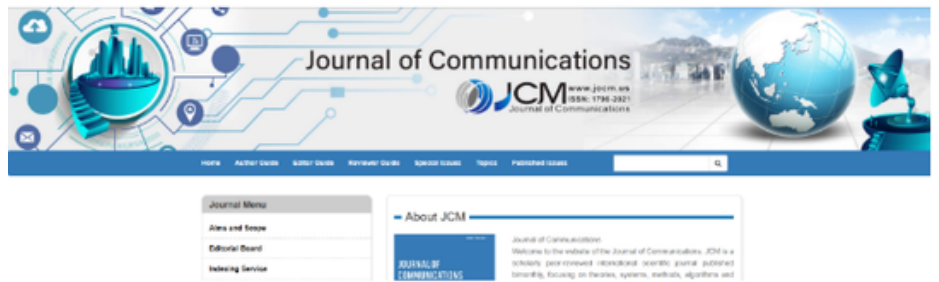 Journal of Communications
JCM www.jocm.us
ISSN: 1796-2021
Journal of Communications
Home Author Guide Editor Guide Reviewer Guide Special Issues Topics Published Issues
Journal Menu
Aims and Scope
Editorial Board
Indexing Service
About JCM
JOURNAL OF
COMMUNICATIONS
Journal of Communications
Welcome to the website of the Journal of Communications. JCM is a
scholarly peer-reviewed international scientific journal published
bimonthly, focusing on theories, systems, methods, algorithms and